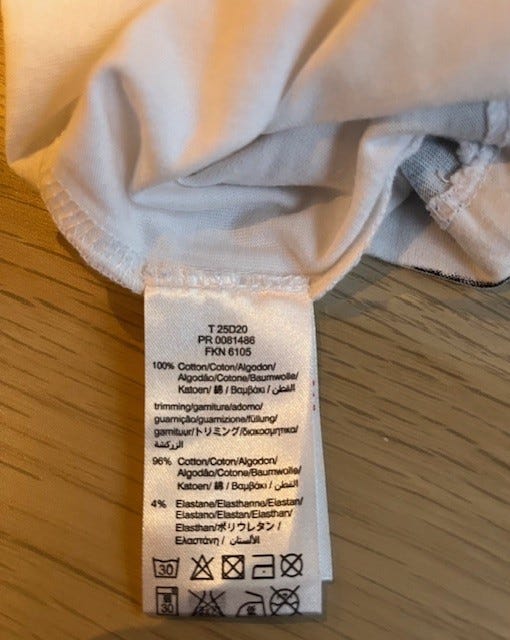 T 25D20
PR 0081486
FKN 6105
100% Cotton/Coton/Algodon/
Algodão/Cotone/Baumwolle/
Katoen/ 綿 / Βαμβάκι / القطن
trimming/garniture/adorno/
guarnição/guarnizione/füllung/
garnituur/トリミング/διακοσμητικό/
الزركشة
96% Cotton/Coton/Algodon/
Algodão/Cotone/Baumwolle/
Katoen/ 綿 / Βαμβάκι / القطن
4% Elastane/Elasthanne/Elastan/
Elastano/Elastan/Elasthan/
Elasthan/ポリウレタン/
Ελαστάνη / الألستان
30
30